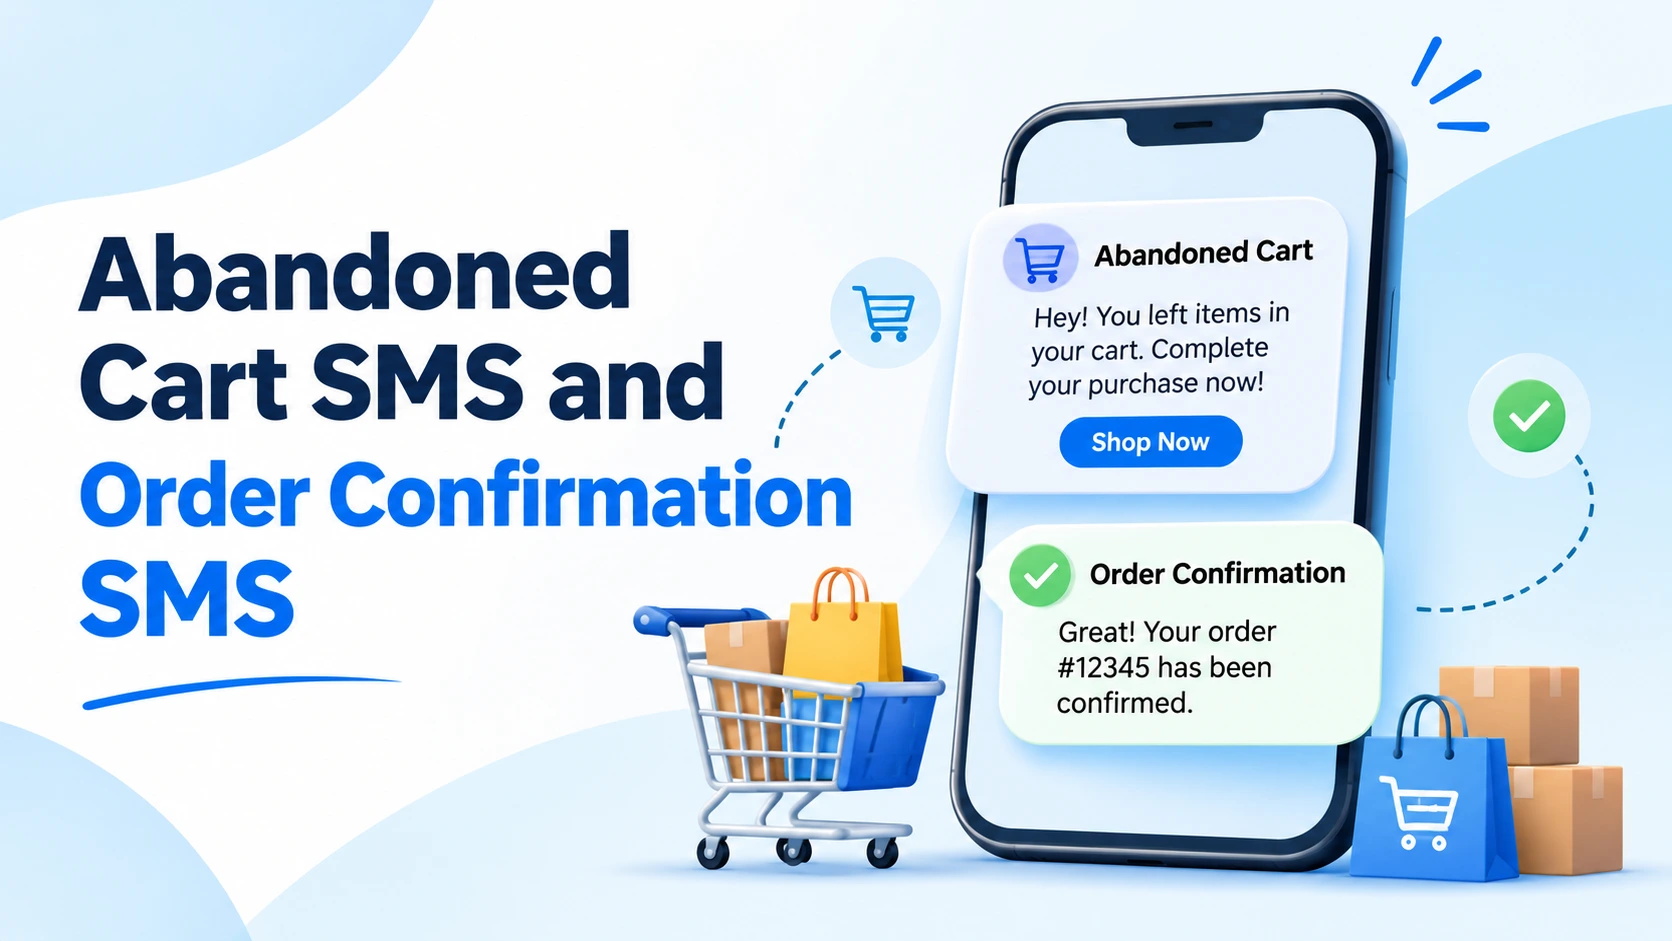 Abandoned
Cart SMS and
Order Confirmation
SMS
Abandoned Cart
Hey! You left items in
your cart. Complete
your purchase now!
Shop Now
Order Confirmation
Great! Your order
#12345 has been
confirmed.